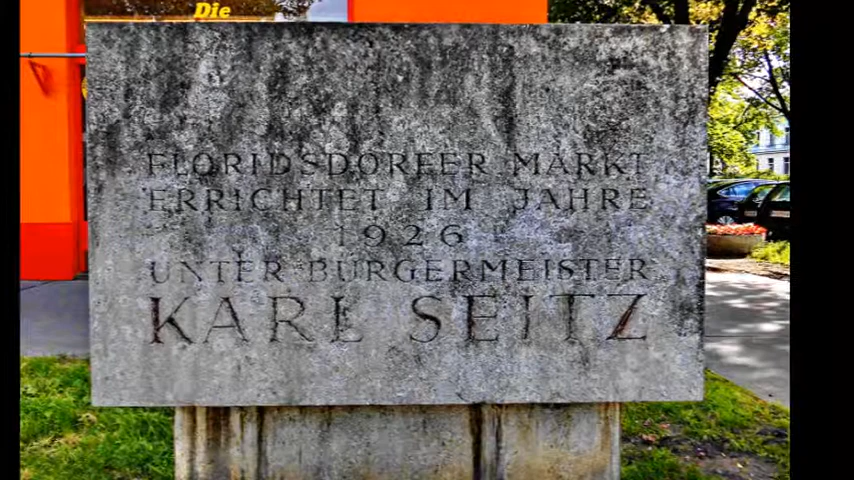 Die
FLORIDSDORFER MARKT
ERRICHTET IM JAHRE
1926
UNTER BÜRGERMEISTER
KARL SEITZ